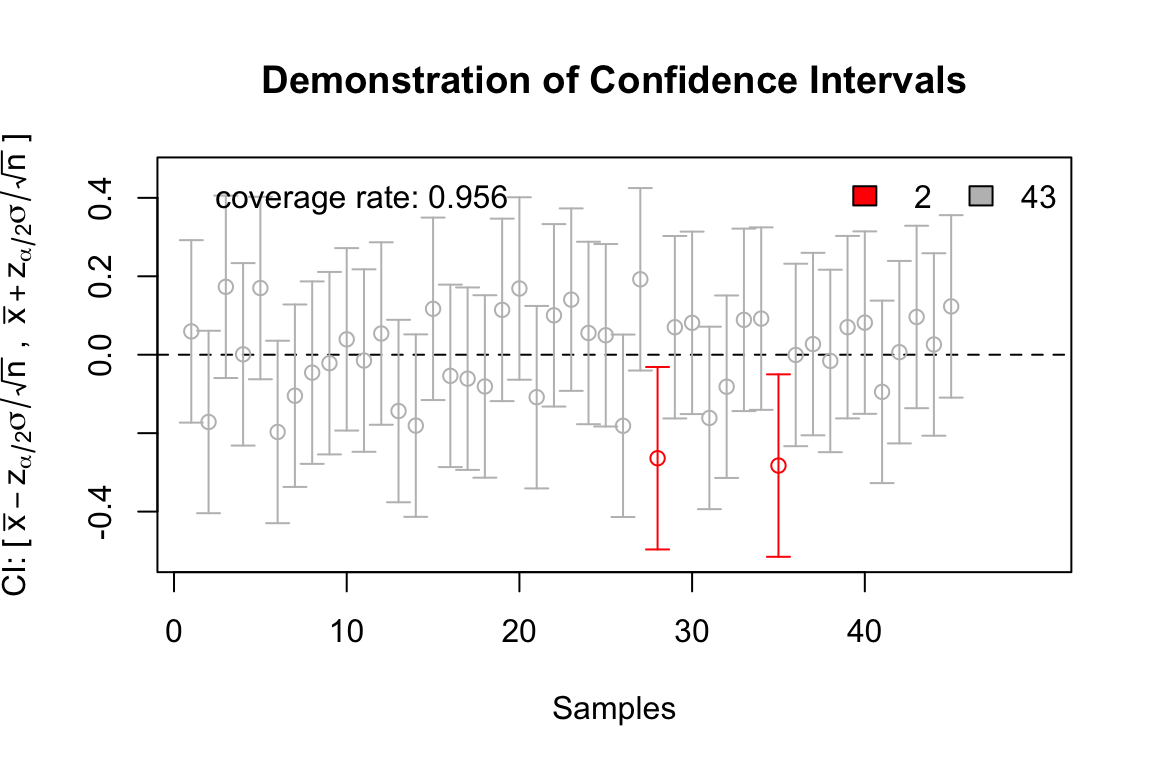 Demonstration of Confidence Intervals
CI: [ x̅ − zα/2σ/√n , x̅ + zα/2σ/√n ]
coverage rate: 0.956
2 43
0.4
0.2
0.0
-0.4
0 10 20 30 40
Samples